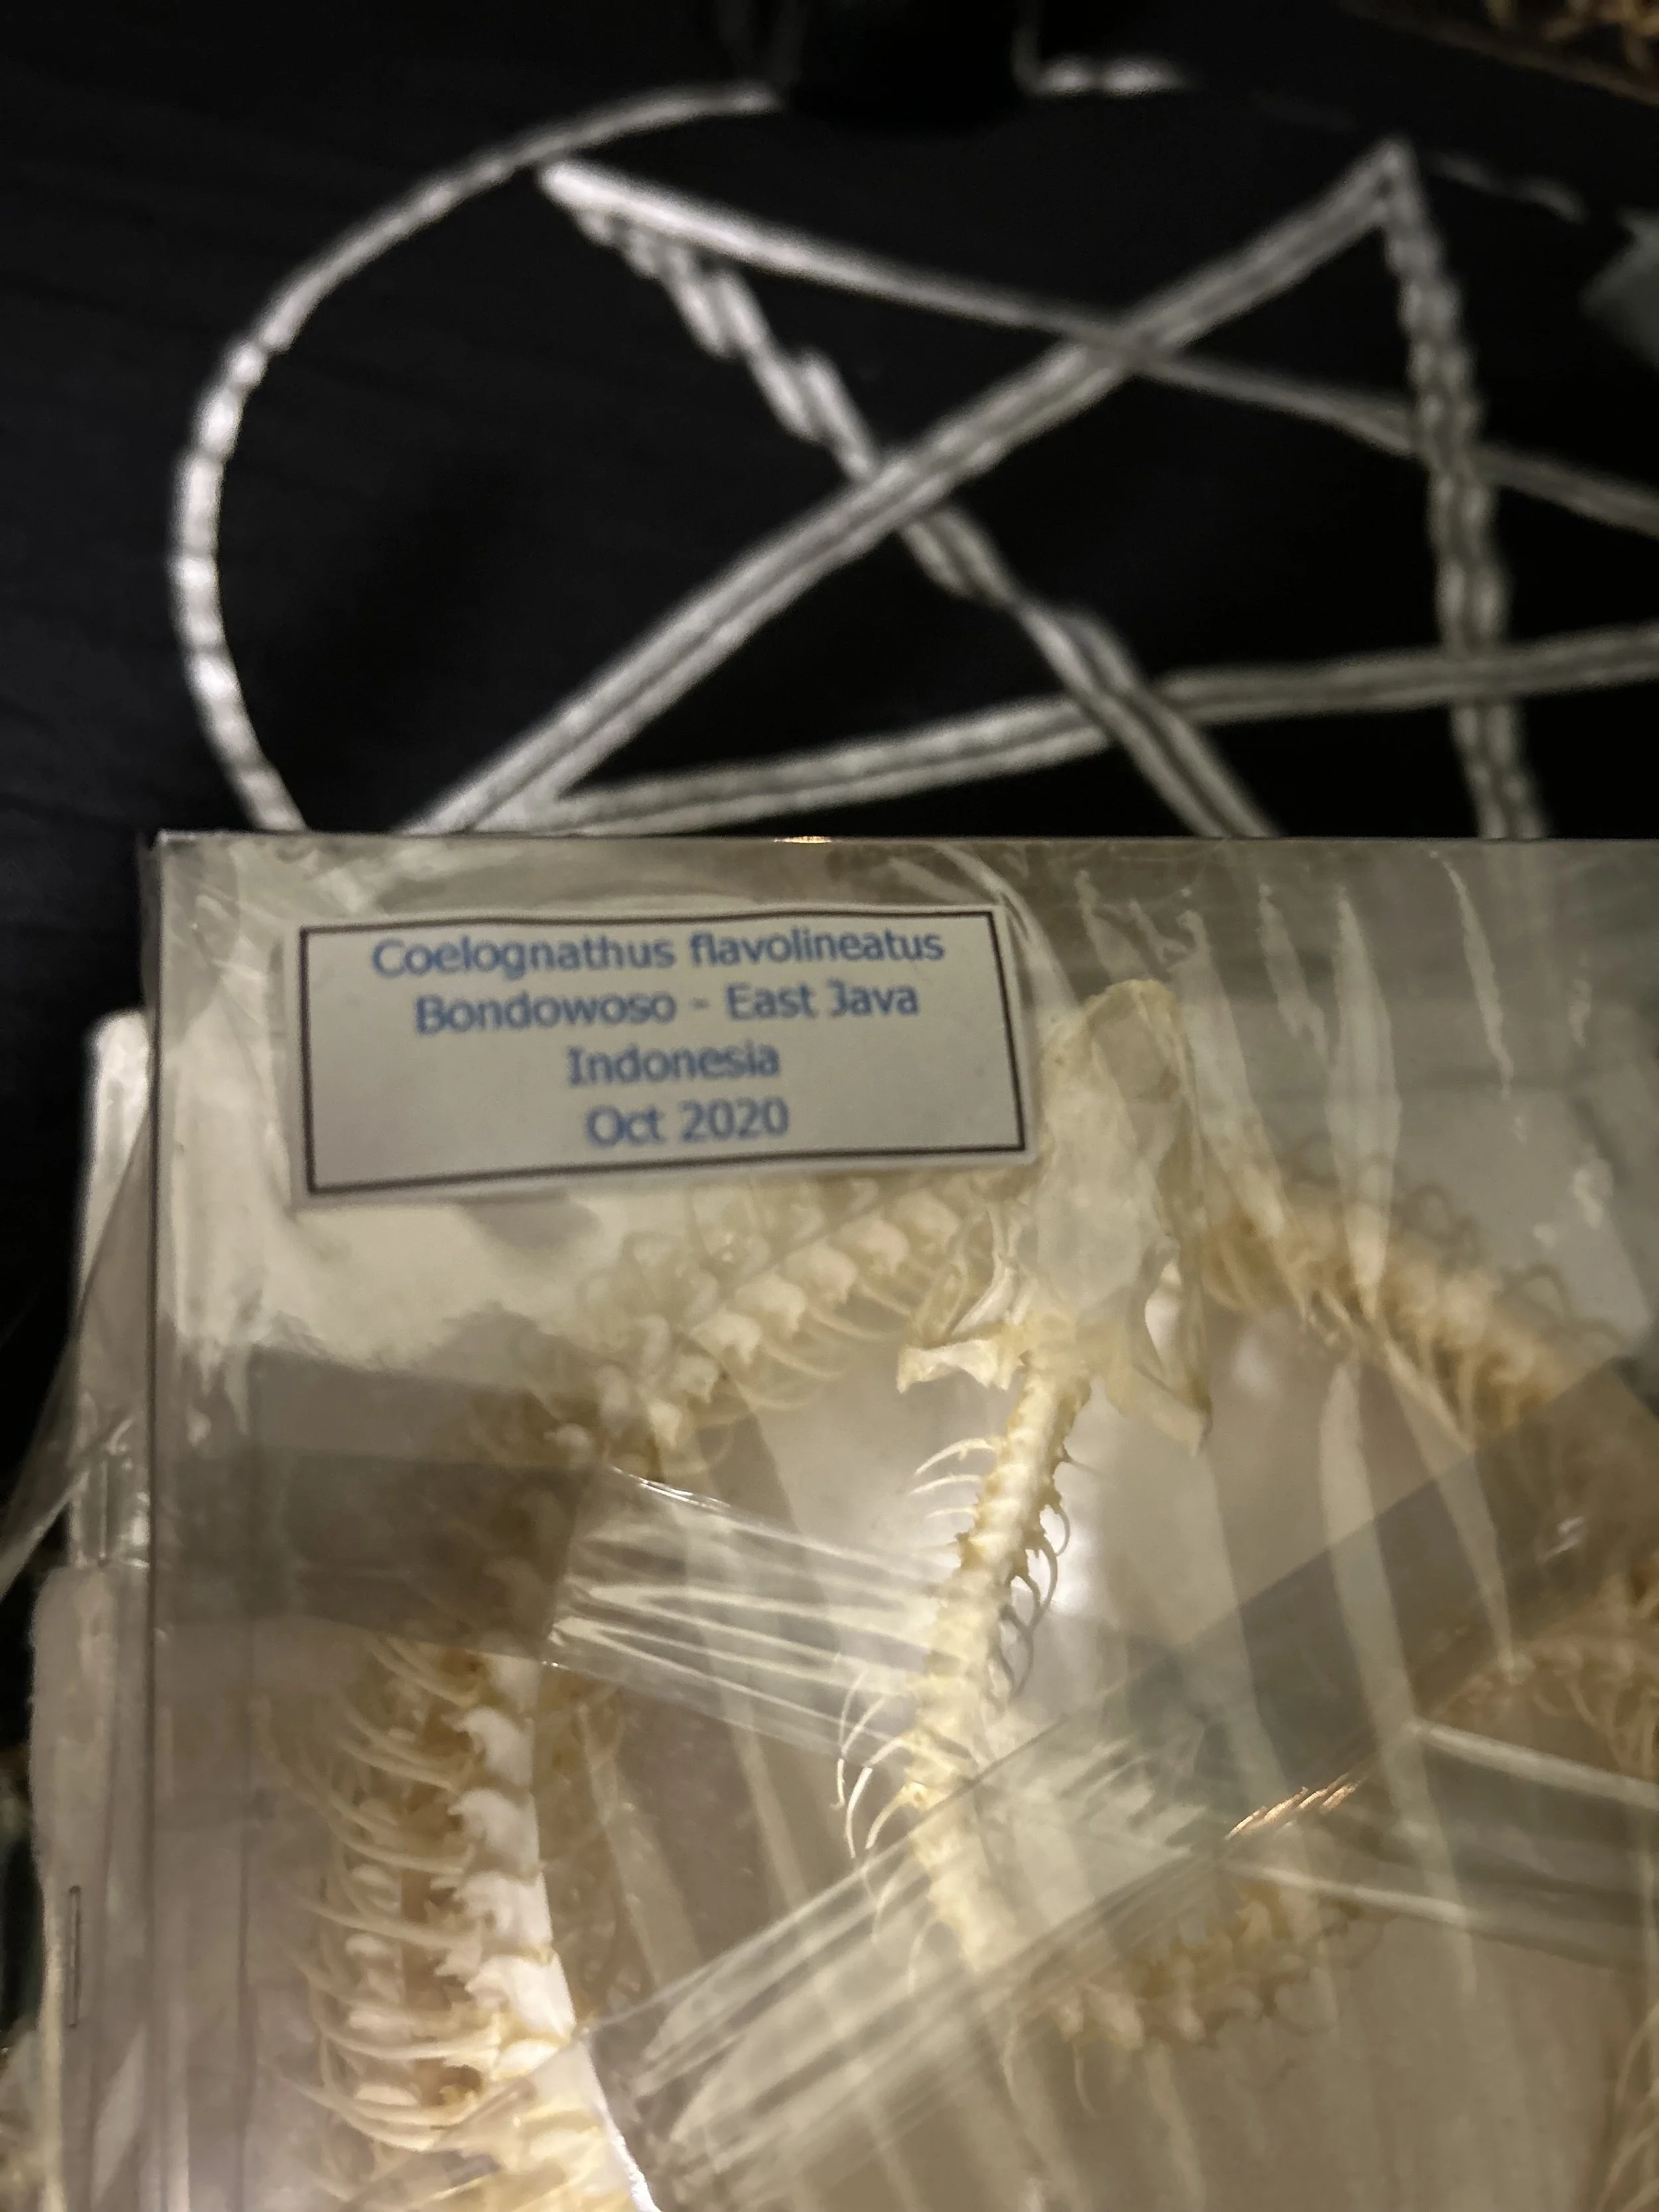 Coelognathus flavolineatus
Bondowoso - East Java
Indonesia
Oct 2020